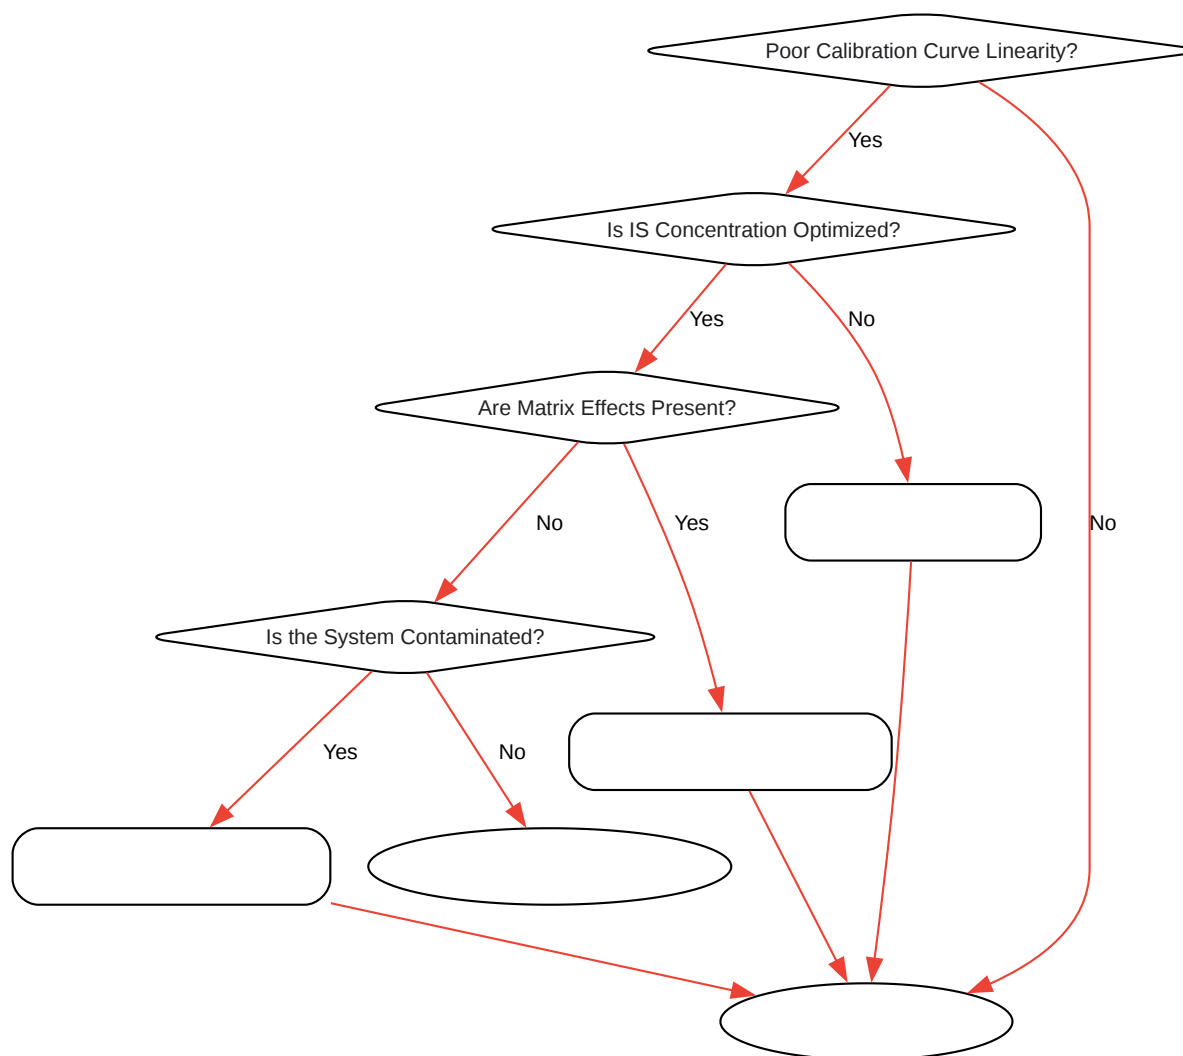 Poor Calibration Curve Linearity?
Yes
Is IS Concentration Optimized?
Yes
No
Are Matrix Effects Present?
No
Yes
No
Is the System Contaminated?
Yes
No